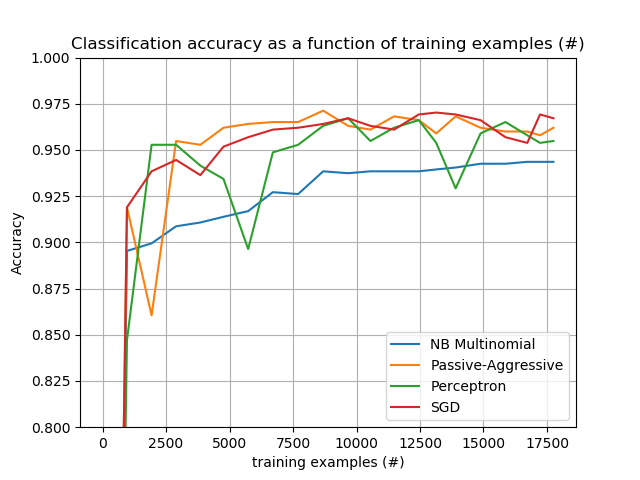 Classification accuracy as a function of training examples (#)
1.000
0.975
0.950
0.925
0.900
0.875
0.850
0.825
0.800
Accuracy
NB Multinomial
Passive-Aggressive
Perceptron
SGD
0 2500 5000 7500 10000 12500 15000 17500
training examples (#)